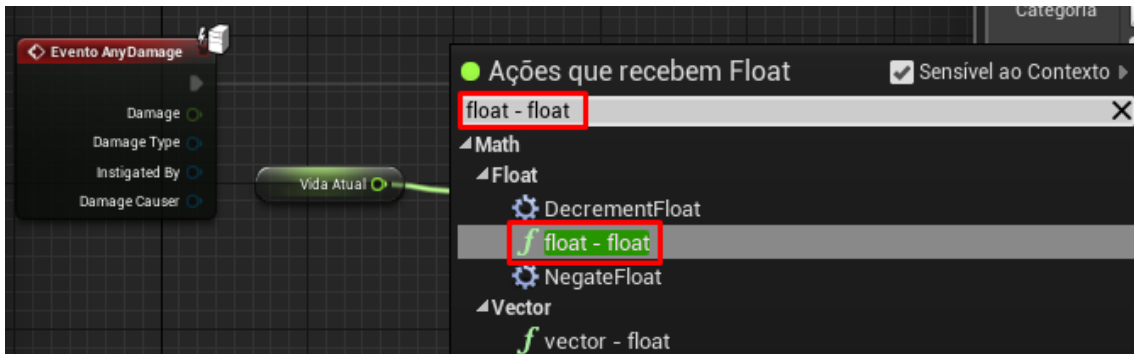 Categoria
Evento AnyDamage
Damage
Damage Type
Instigated By
Damage Causer
Vida Atual
Ações que recebem Float
Sensível ao Contexto
float - float
Math
Float
DecrementFloat
float - float
NegateFloat
Vector
vector - float